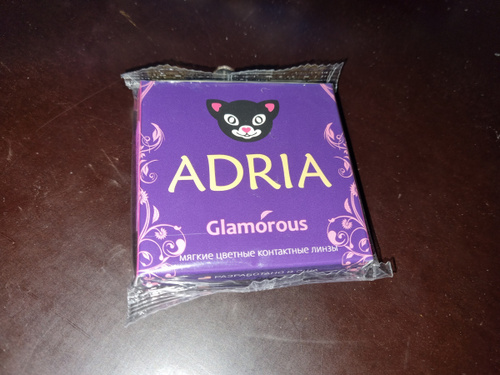 ADRIA
Glamorous
мягкие цветные контактные линзы